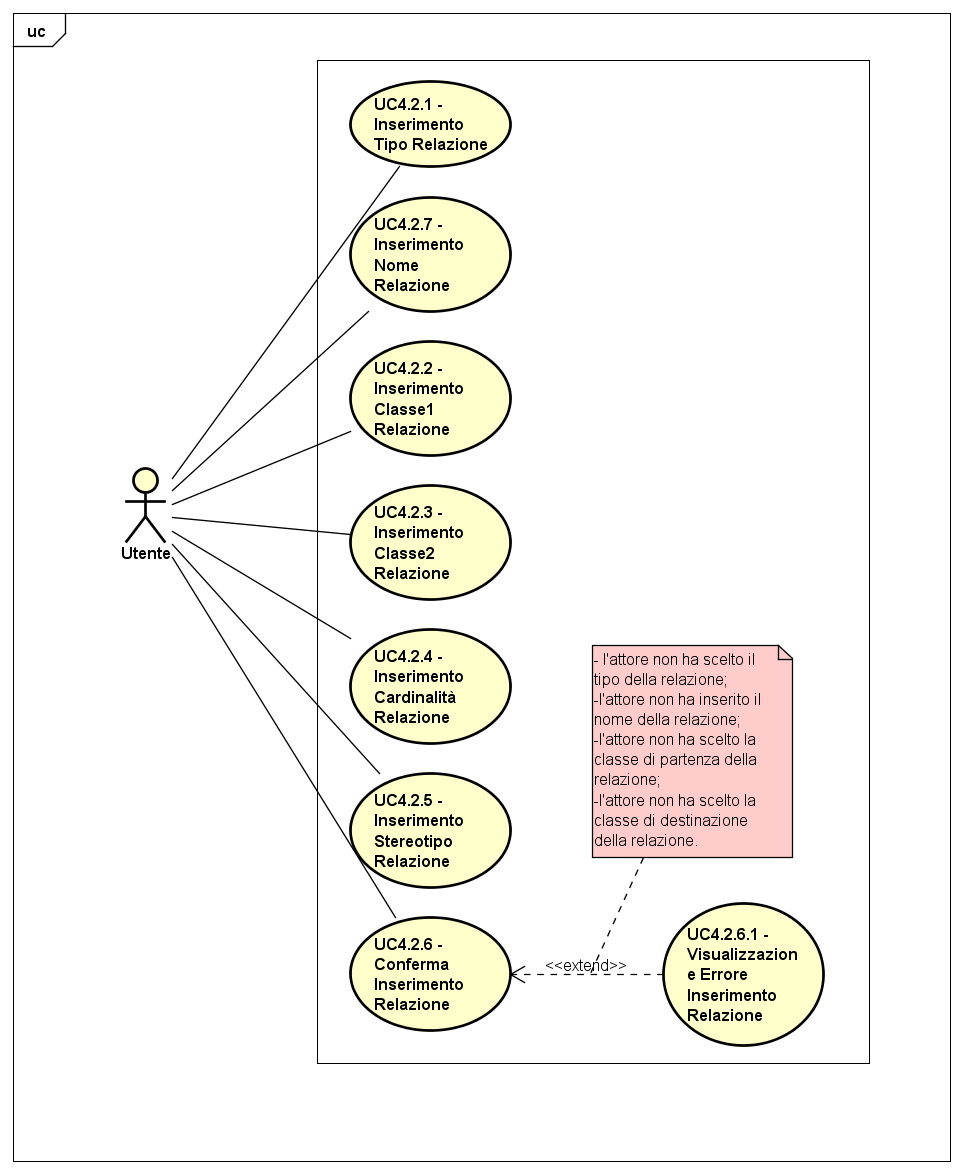 uc
UC4.2.1 -
Inserimento
Tipo Relazione
UC4.2.7 -
Inserimento
Nome
Relazione
UC4.2.2 -
Inserimento
Classe1
Relazione
Utente
UC4.2.3 -
Inserimento
Classe2
Relazione
UC4.2.4 -
Inserimento
Cardinalità
Relazione
- l'attore non ha scelto il
tipo della relazione;
-l'attore non ha inserito il
nome della relazione;
-l'attore non ha scelto la
classe di partenza della
relazione;
-l'attore non ha scelto la
classe di destinazione
della relazione.
UC4.2.5 -
Inserimento
Stereotipo
Relazione
UC4.2.6 -
Conferma
Inserimento
Relazione
<<extend>>
UC4.2.6.1 -
Visualizzazion
e Errore
Inserimento
Relazione